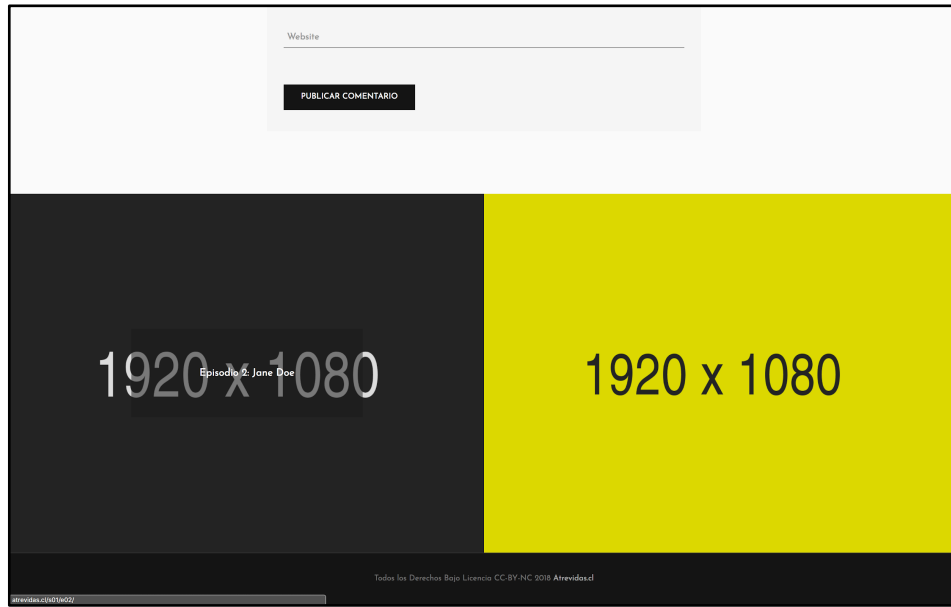 Website
PUBLICAR COMENTARIO
1920 x 1080
Episodio 2: Jane Doe
1920 x 1080
Todos los Derechos Bajo Licencia CC-BY-NC 2018 Atrevidas.cl
atrevidas.cl/s01/e02/